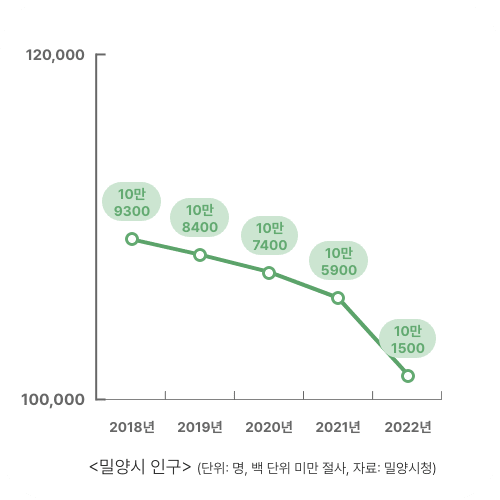 120,000
10만
9300
10만
8400
10만
7400
10만
5900
10만
1500
100,000
2018년 2019년 2020년 2021년 2022년
<밀양시 인구> (단위: 명, 백 단위 미만 절사, 자료: 밀양시청)